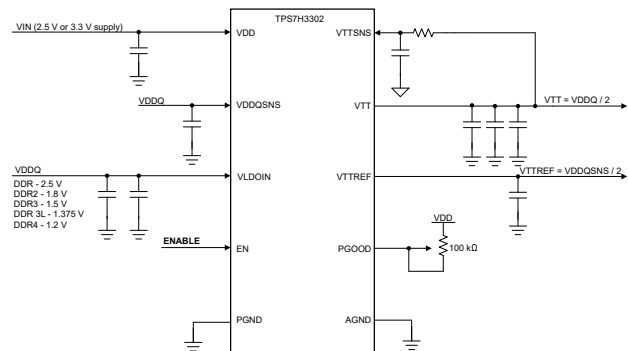 TPS7H3302
VIN (2.5 V or 3.3 V supply)
VDD
VTTSNS
VDDQ
VDDQSNS
VTT
VTT = VDDQ / 2
VDDQ
VLDOIN
VTTREF
VTTREF = VDDQSNS / 2
DDR - 2.5 V
DDR2 - 1.8 V
DDR3 - 1.5 V
DDR 3L - 1.375 V
DDR4 - 1.2 V
VDD
ENABLE
EN
PGOOD
100 kΩ
PGND
AGND